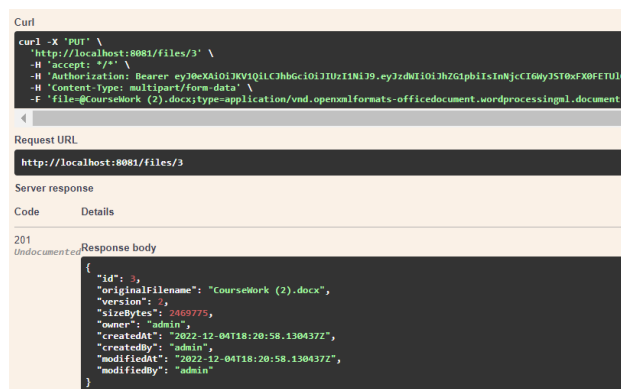 Curl
curl -X 'PUT' \
'http://localhost:8081/files/3' \
-H 'accept: */*' \
-H 'Authorization: Bearer eyJ0eXAiOiJKV1QiLCJhbGciOiJIUzI1NiJ9.eyJzdWIiOiJhZG1pbiIsInNjcCI6WyJST0xFX0FETUl
-H 'Content-Type: multipart/form-data' \
-F 'file=@CourseWork (2).docx;type=application/vnd.openxmlformats-officedocument.wordprocessingml.document
Request URL
http://localhost:8081/files/3
Server response
Code Details
201
Undocumented
Response body
{
"id": 3,
"originalFilename": "CourseWork (2).docx",
"version": 2,
"sizeBytes": 2469775,
"owner": "admin",
"createdAt": "2022-12-04T18:20:58.130437Z",
"createdBy": "admin",
"modifiedAt": "2022-12-04T18:20:58.130437Z",
"modifiedBy": "admin"
}